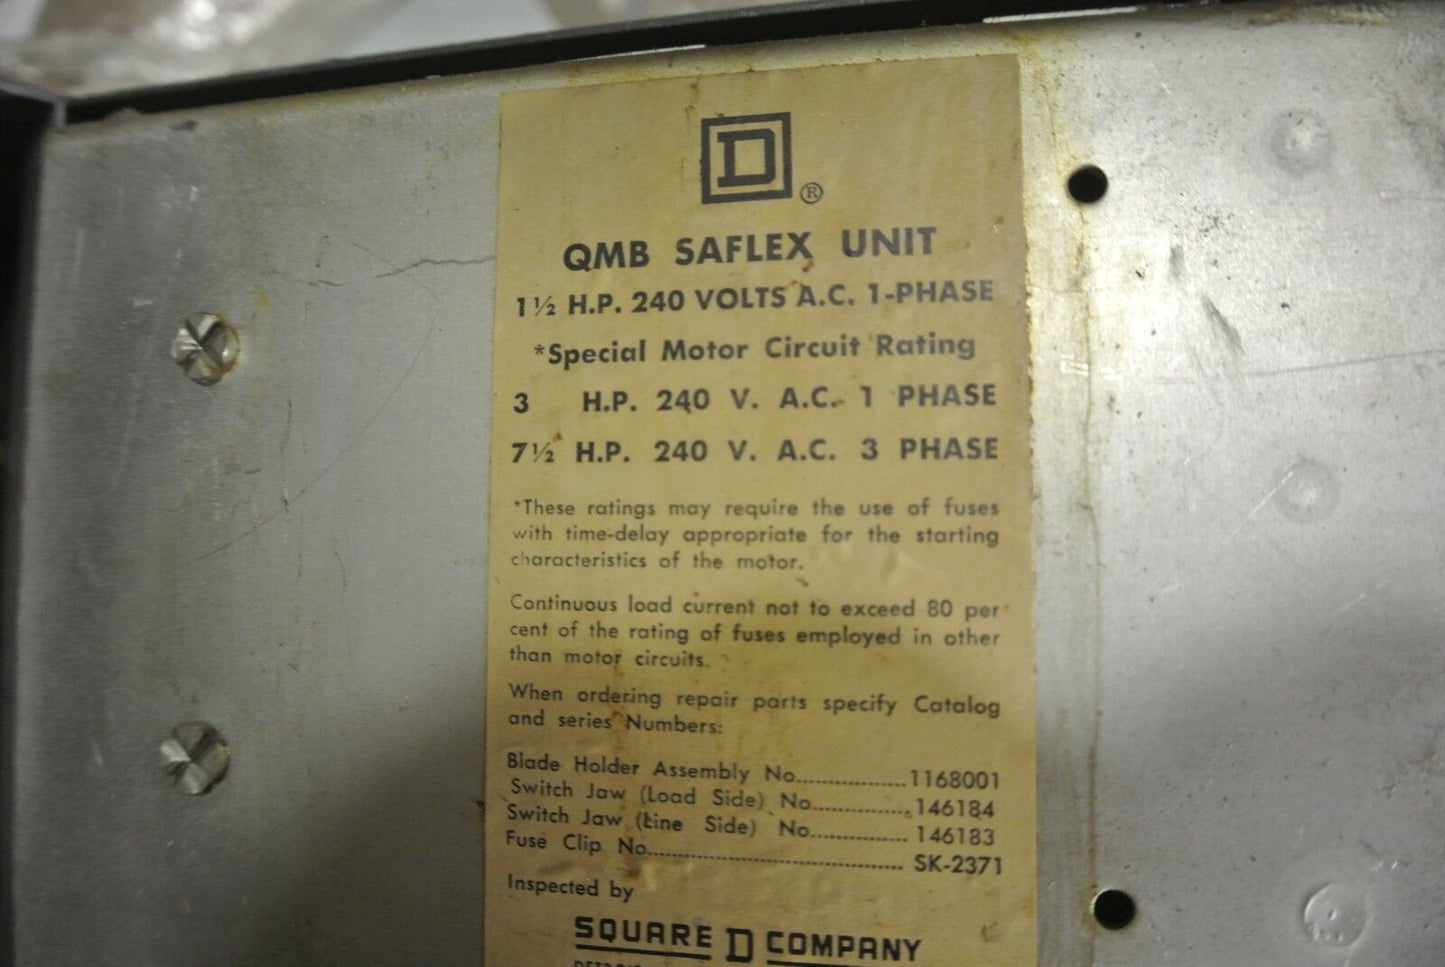 D
®
QMB SAFLEX UNIT
1½ H.P. 240 VOLTS A.C. 1-PHASE
*Special Motor Circuit Rating
3 H.P. 240 V. A.C. 1 PHASE
7½ H.P. 240 V. A.C. 3 PHASE
*These ratings may require the use of fuses
with time-delay appropriate for the starting
characteristics of the motor.
Continuous load current not to exceed 80 per
cent of the rating of fuses employed in other
than motor circuits.
When ordering repair parts specify Catalog
and series Numbers:
Blade Holder Assembly No..................1168001
Switch Jaw (Load Side) No.................146184
Switch Jaw (Line Side) No.................146183
Fuse Clip No..........................................SK-2371
Inspected by
SQUARE D COMPANY